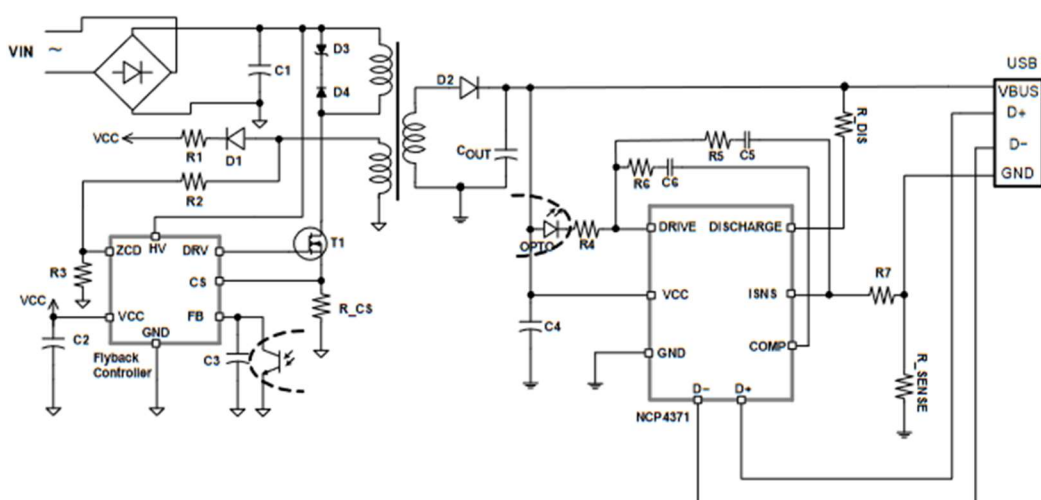 VIN ~
C1
D3
D4
VCC
R1
D1
R2
D2
COUT
R_DIS
USB
VBUS
D+
D-
GND
R5
C5
R6
C6
OPTO
R4
DRIVE
DISCHARGE
VCC
ISNS
GND
COMP
D-
D+
NCP4371
C4
R7
R_SENSE
T1
ZCD
HV
DRV
CS
R3
VCC
VCC
FB
GND
C2
Flyback
Controller
C3
R_CS